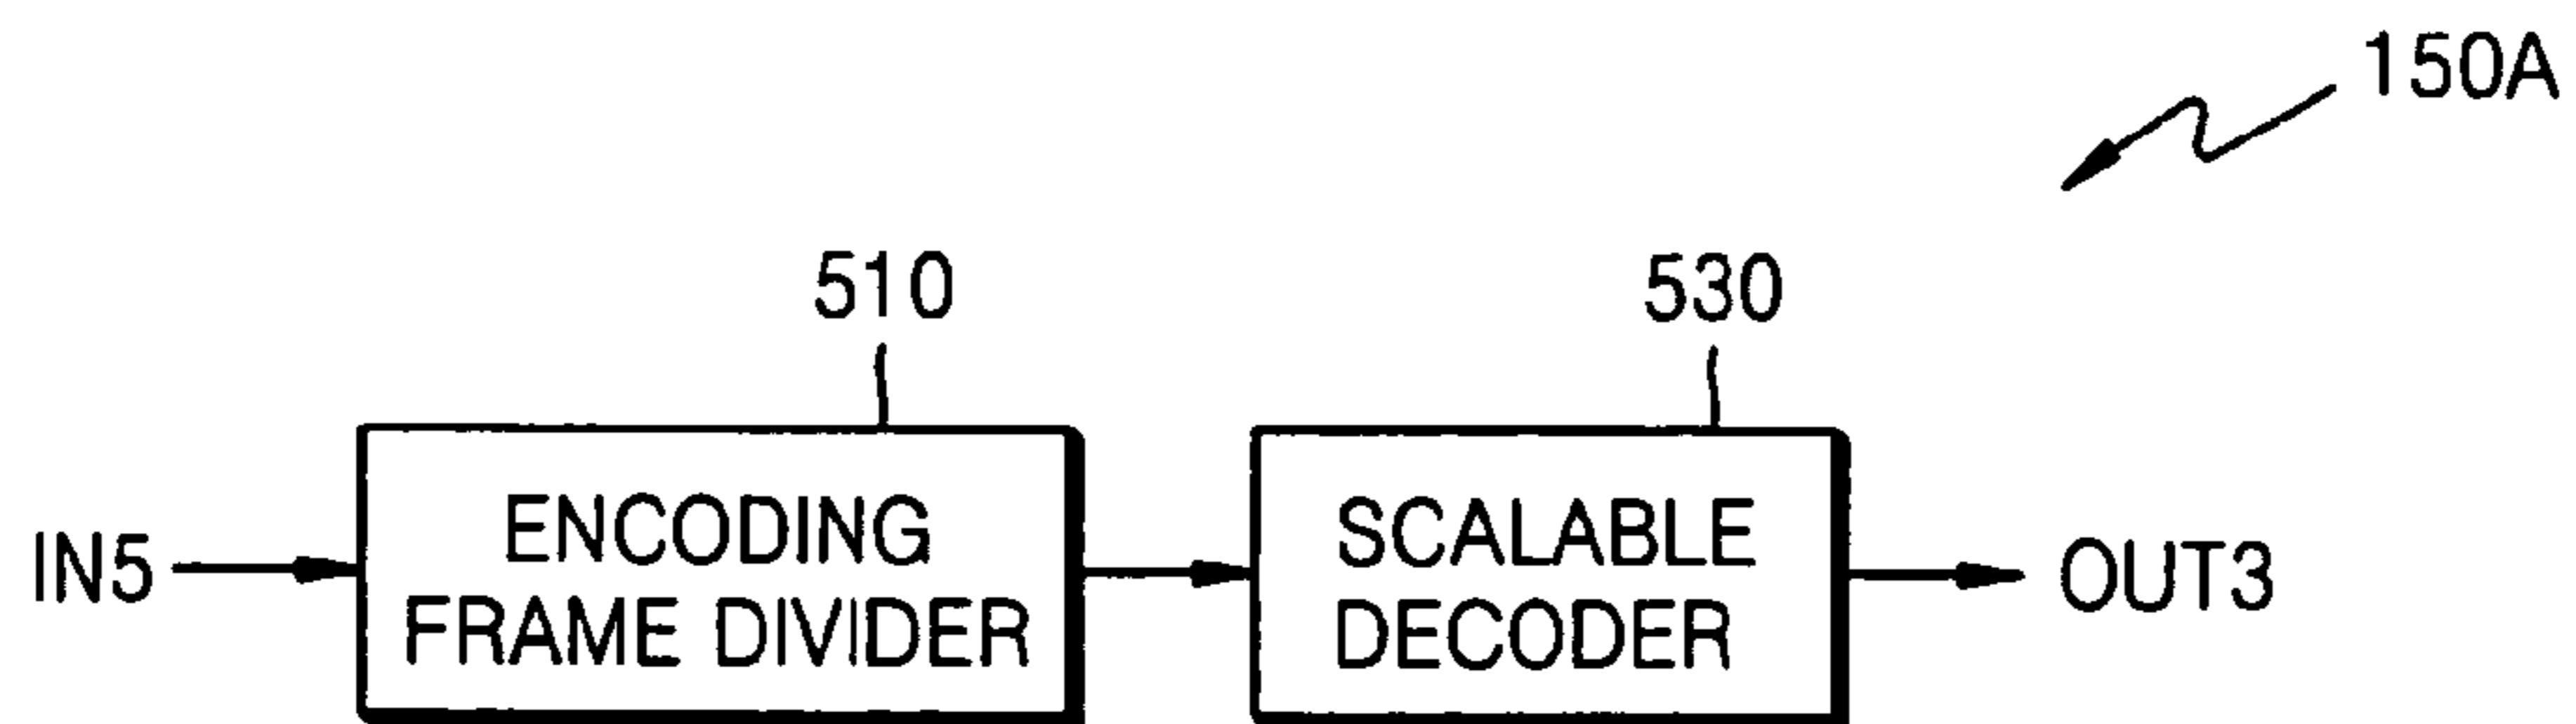 150A
510
530
IN5
ENCODING
FRAME DIVIDER
SCALABLE
DECODER
OUT3